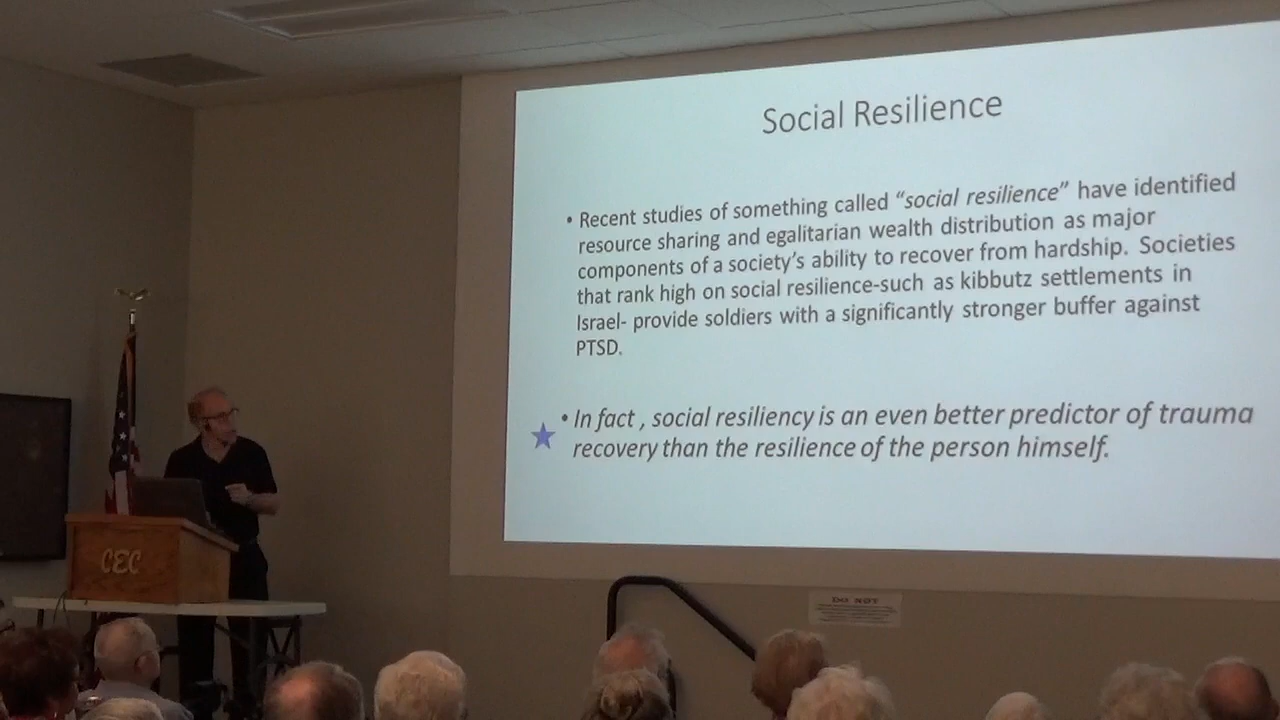 Social Resilience
• Recent studies of something called “social resilience” have identified
resource sharing and egalitarian wealth distribution as major
components of a society’s ability to recover from hardship. Societies
that rank high on social resilience-such as kibbutz settlements in
Israel- provide soldiers with a significantly stronger buffer against
PTSD.
• In fact , social resiliency is an even better predictor of trauma
recovery than the resilience of the person himself.
CEC
DO NOT